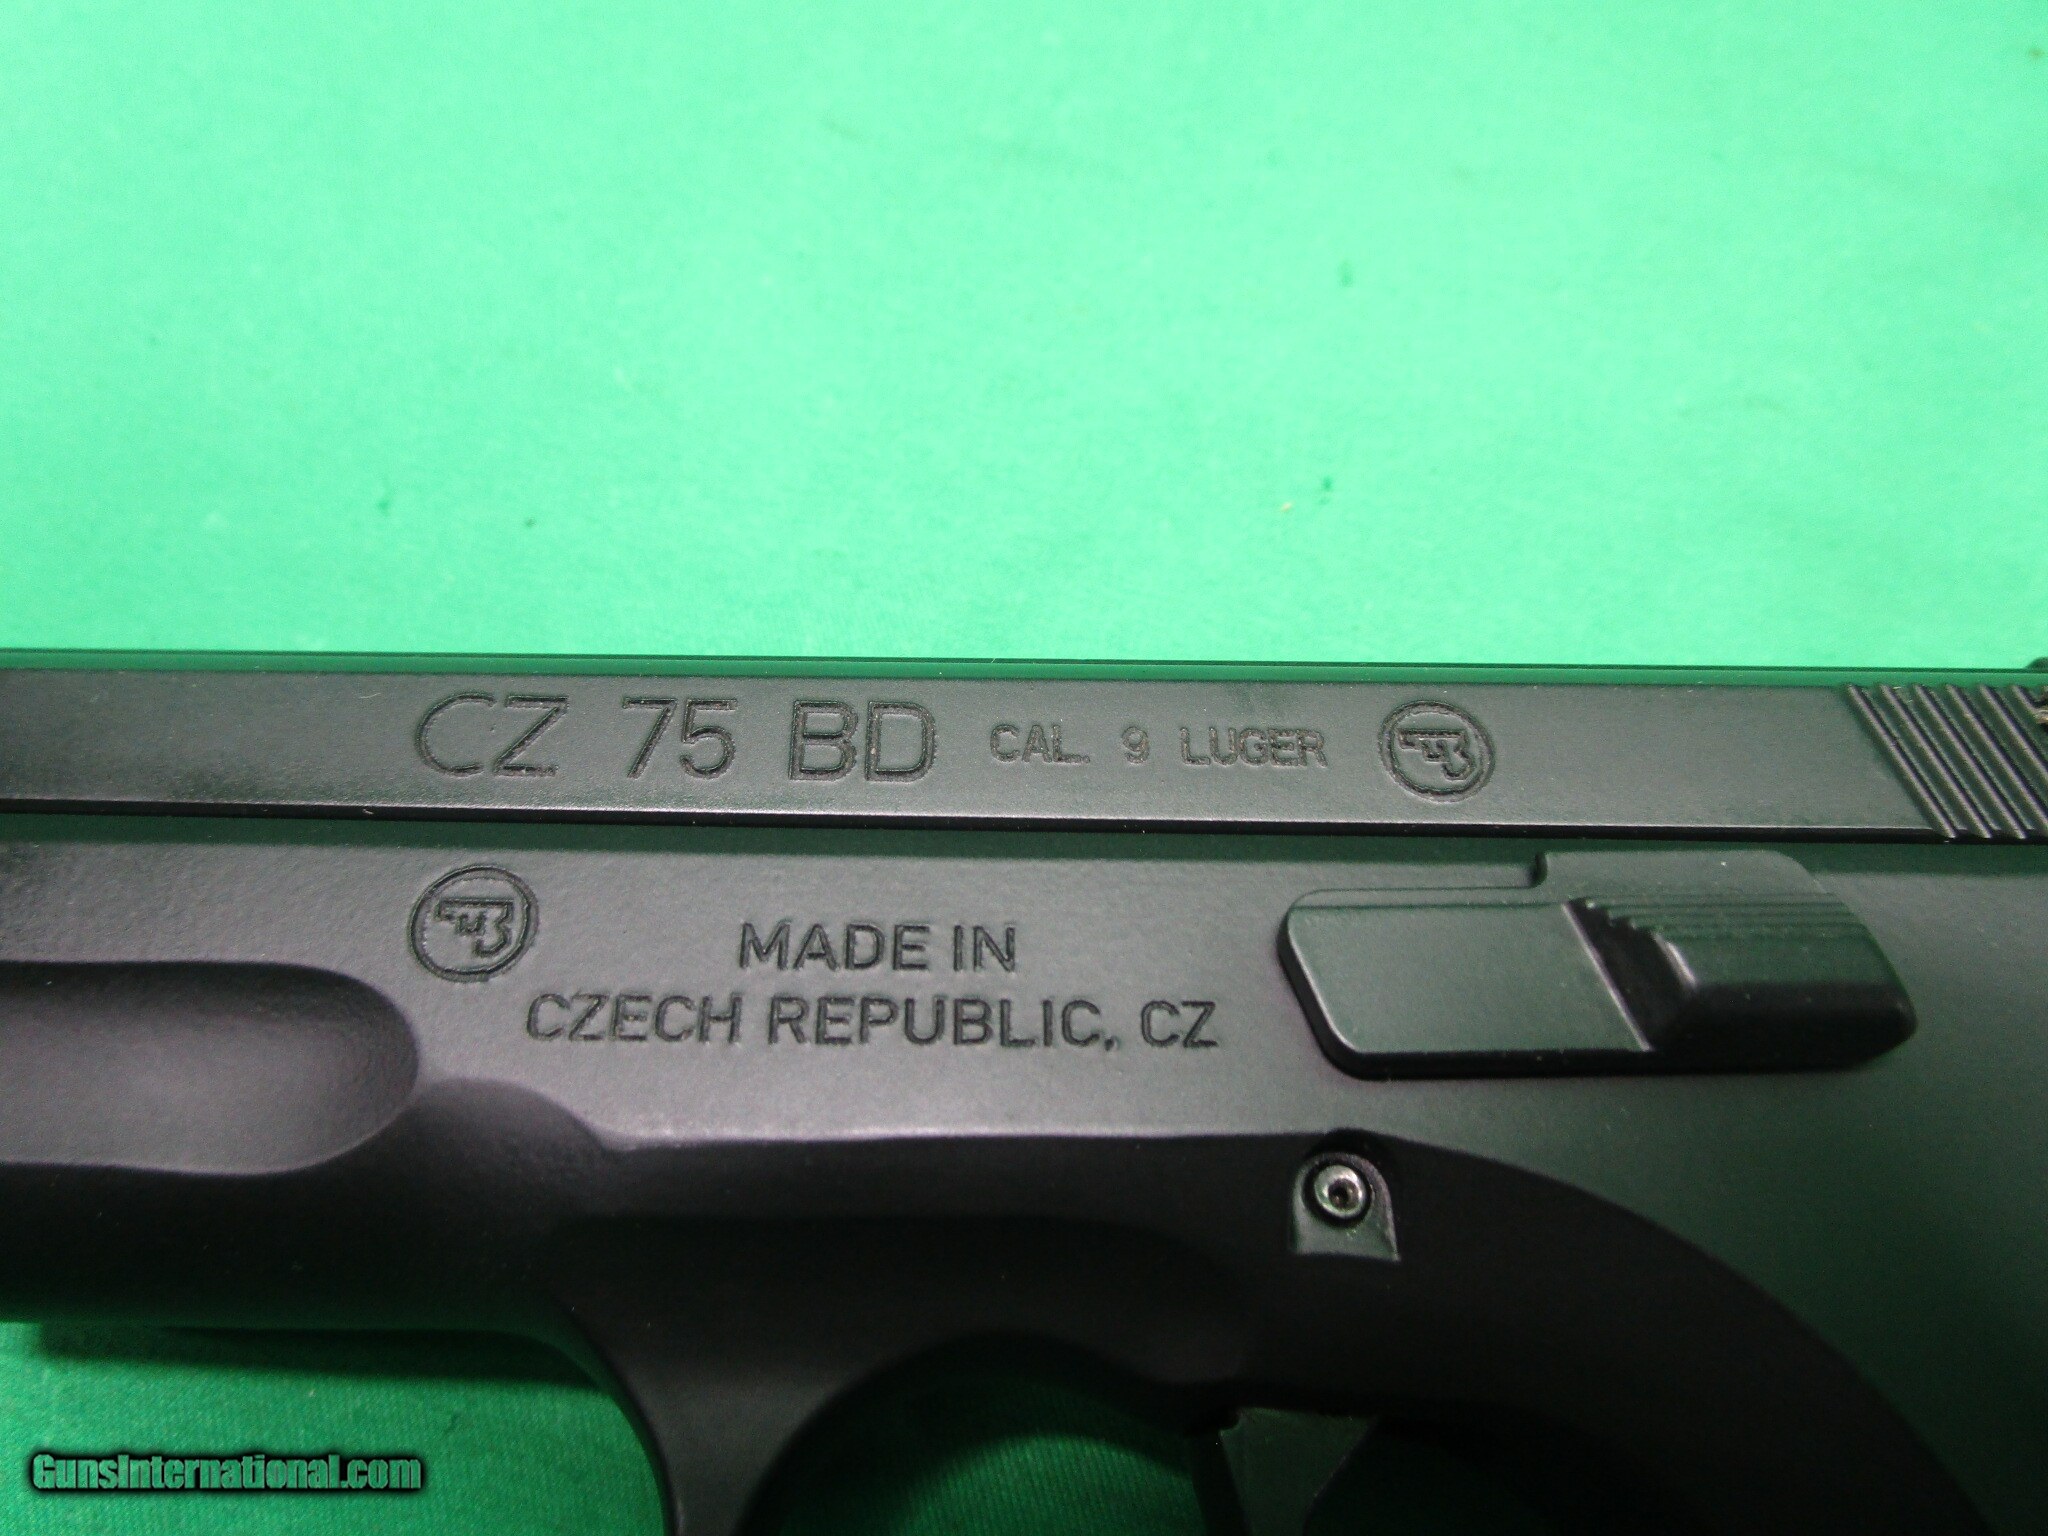 CZ 75 BD CAL. 9 LUGER
MADE IN
CZECH REPUBLIC, CZ
GunsInternational.com